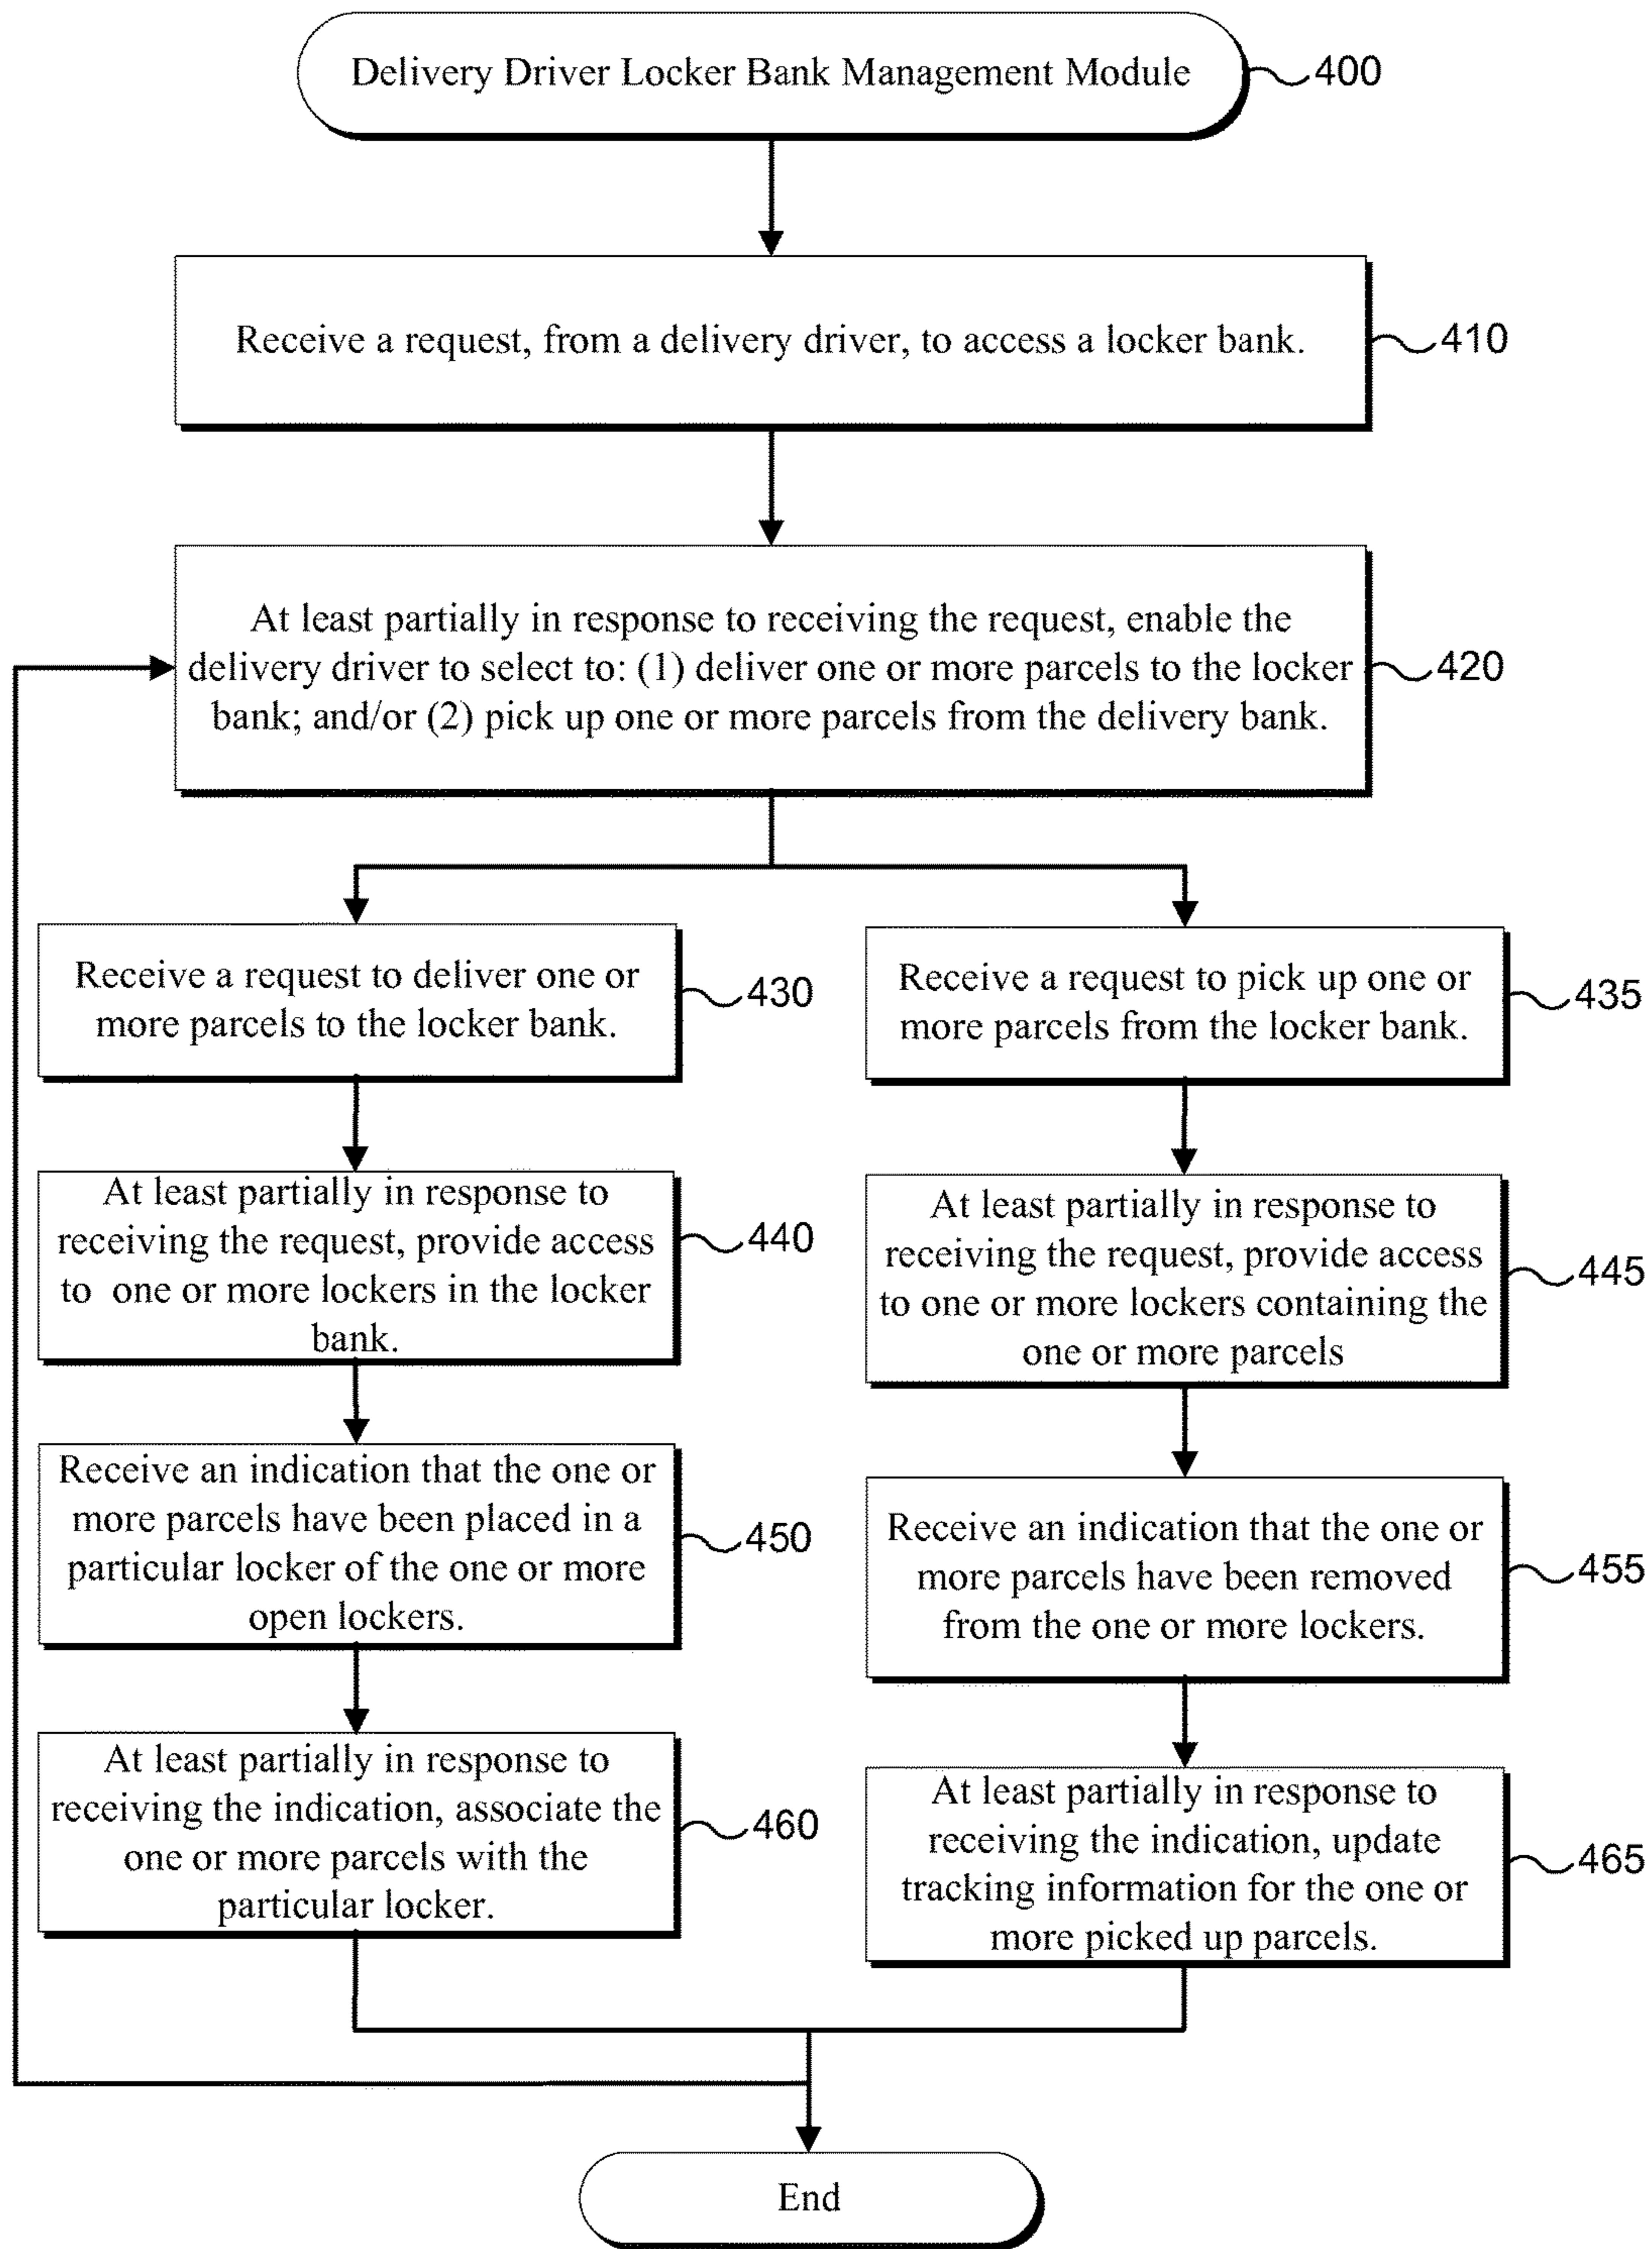 Delivery Driver Locker Bank Management Module
400
Receive a request, from a delivery driver, to access a locker bank.
410
At least partially in response to receiving the request, enable the
delivery driver to select to: (1) deliver one or more parcels to the locker
bank; and/or (2) pick up one or more parcels from the delivery bank.
420
Receive a request to deliver one or
more parcels to the locker bank.
430
Receive a request to pick up one or
more parcels from the locker bank.
435
At least partially in response to
receiving the request, provide access
to one or more lockers in the locker
bank.
440
At least partially in response to
receiving the request, provide access
to one or more lockers containing the
one or more parcels
445
Receive an indication that the one or
more parcels have been placed in a
particular locker of the one or more
open lockers.
450
Receive an indication that the one or
more parcels have been removed
from the one or more lockers.
455
At least partially in response to
receiving the indication, associate the
one or more parcels with the
particular locker.
460
At least partially in response to
receiving the indication, update
tracking information for the one or
more picked up parcels.
465
End